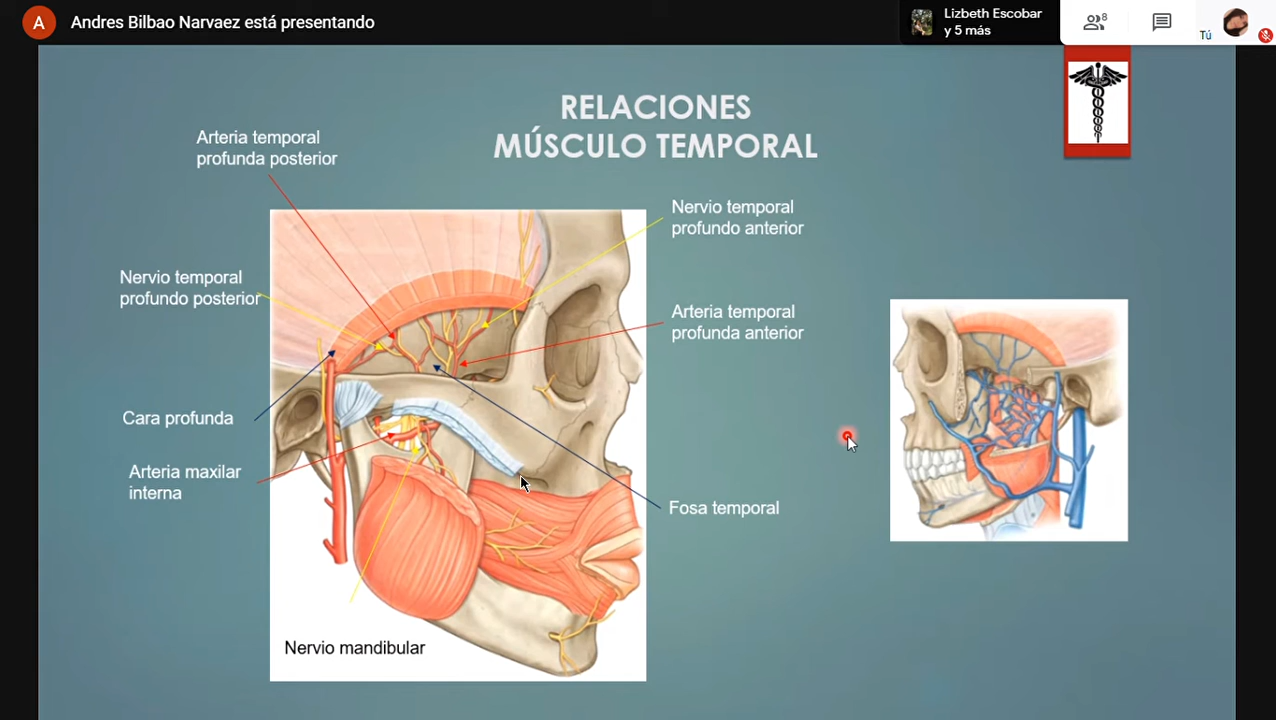 A
Andres Bilbao Narvaez está presentando
Lizbeth Escobar
y 5 más
8
Tú
RELACIONES
MÚSCULO TEMPORAL
Arteria temporal
profunda posterior
Nervio temporal
profundo anterior
Nervio temporal
profundo posterior
Arteria temporal
profunda anterior
Cara profunda
Arteria maxilar
interna
Fosa temporal
Nervio mandibular